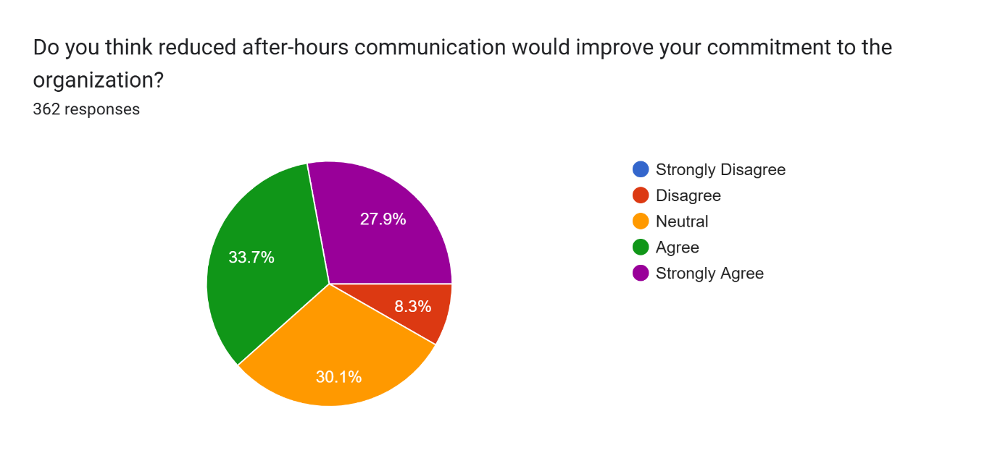 Do you think reduced after-hours communication would improve your commitment to the
organization?
362 responses
27.9%
33.7%
8.3%
30.1%
Strongly Disagree
Disagree
Neutral
Agree
Strongly Agree